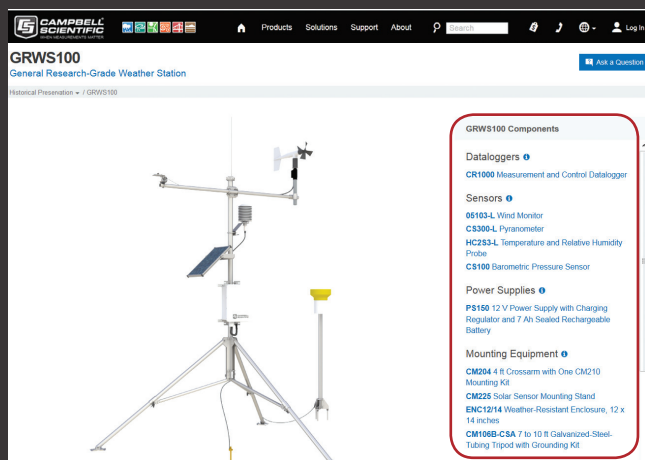 CAMPBELL
SCIENTIFIC
WHEN MEASUREMENTS MATTER
Products Solutions Support About Search Log In
GRWS100
General Research-Grade Weather Station
Ask a Question
Historical Presenation / GRWS100
GRWS100 Components
Dataloggers
CR1000 Measurement and Control Datalogger
Sensors
05103-L Wind Monitor
CS300-L Pyranometer
HC2S3-L Temperature and Relative Humidity
Probe
CS100 Barometric Pressure Sensor
Power Supplies
PS150 12 V Power Supply with Charging
Regulator and 7 Ah Sealed Rechargeable
Battery
Mounting Equipment
CM204 4 ft Crossarm with One CM210
Mounting Kit
CM225 Solar Sensor Mounting Stand
ENC12/14 Weather-Resistant Enclosure, 12 x
14 inches
CM106B-CSA 7 to 10 ft Galvanized-Steel-
Tubing Tripod with Grounding Kit